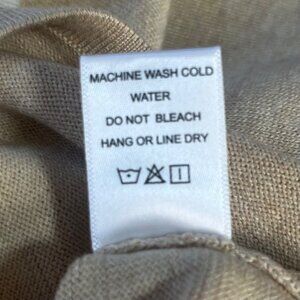 MACHINE WASH COLD
WATER
DO NOT BLEACH
HANG OR LINE DRY